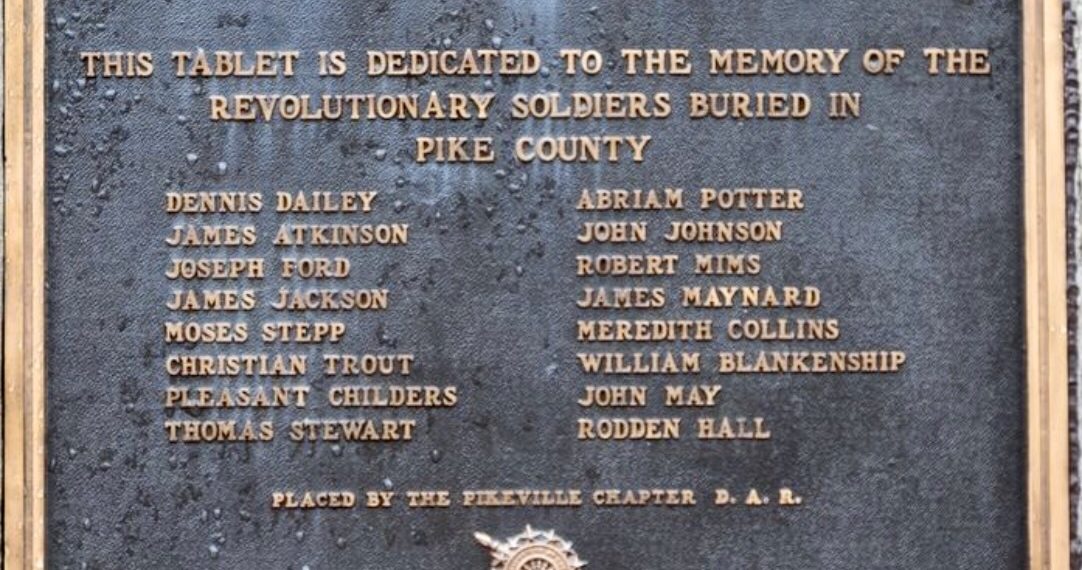 THIS TABLET IS DEDICATED TO THE MEMORY OF THE
REVOLUTIONARY SOLDIERS BURIED IN
PIKE COUNTY
DENNIS DAILEY
JAMES ATKINSON
JOSEPH FORD
JAMES JACKSON
MOSES STEPP
CHRISTIAN TROUT
PLEASANT CHILDERS
THOMAS STEWART
ABRIAM POTTER
JOHN JOHNSON
ROBERT MIMS
JAMES MAYNARD
MEREDITH COLLINS
WILLIAM BLANKENSHIP
JOHN MAY
RODDEN HALL
PLACED BY THE PIKEVILLE CHAPTER D. A. R.